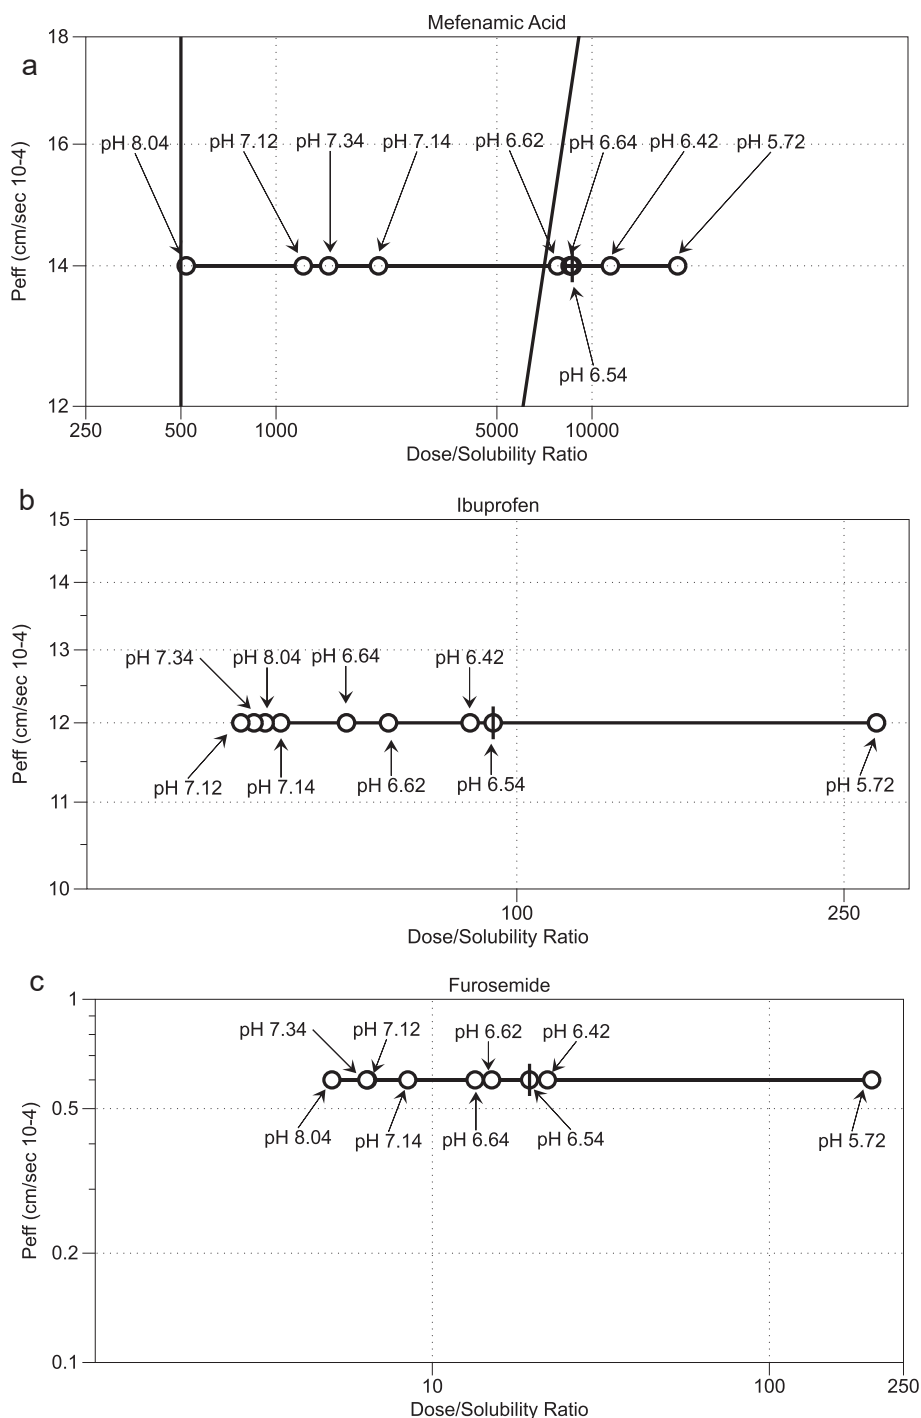 Mefenamic Acid
a
18
pH 8.04 pH 7.12 pH 7.34 pH 7.14 pH 6.62 pH 6.64 pH 6.42 pH 5.72
16
Peff (cm/sec 10-4)
14
pH 6.54
12
250 500 1000 5000 10000
Dose/Solubility Ratio
b
Ibuprofen
15
14
13
pH 7.34 pH 8.04 pH 6.64 pH 6.42
Peff (cm/sec 10-4)
12
pH 7.12 pH 7.14 pH 6.62 pH 6.54 pH 5.72
11
10
100 250
Dose/Solubility Ratio
c
Furosemide
1
pH 7.34 pH 7.12 pH 6.62 pH 6.42
0.5
pH 8.04 pH 7.14 pH 6.64 pH 6.54 pH 5.72
Peff (cm/sec 10-4)
0.2
0.1
10 100 250
Dose/Solubility Ratio